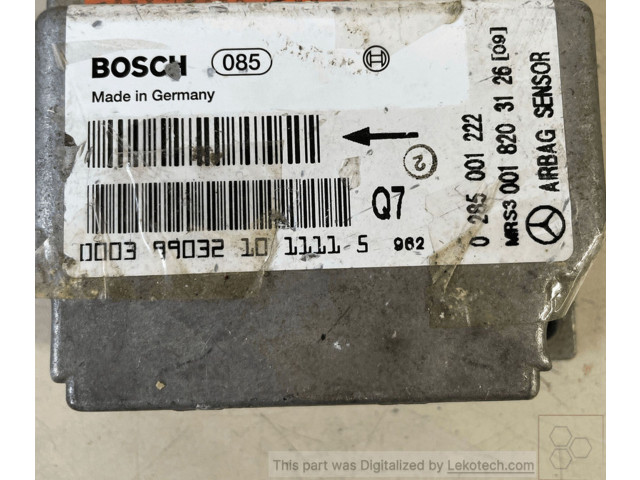 BOSCH 085
Made in Germany
2
Q7
0003 99032 10 1111 5 962
0 285 001 222
MRS3 001 820 31 26 [09]
AIRBAG SENSOR
This part was Digitalized by Lekotech.com